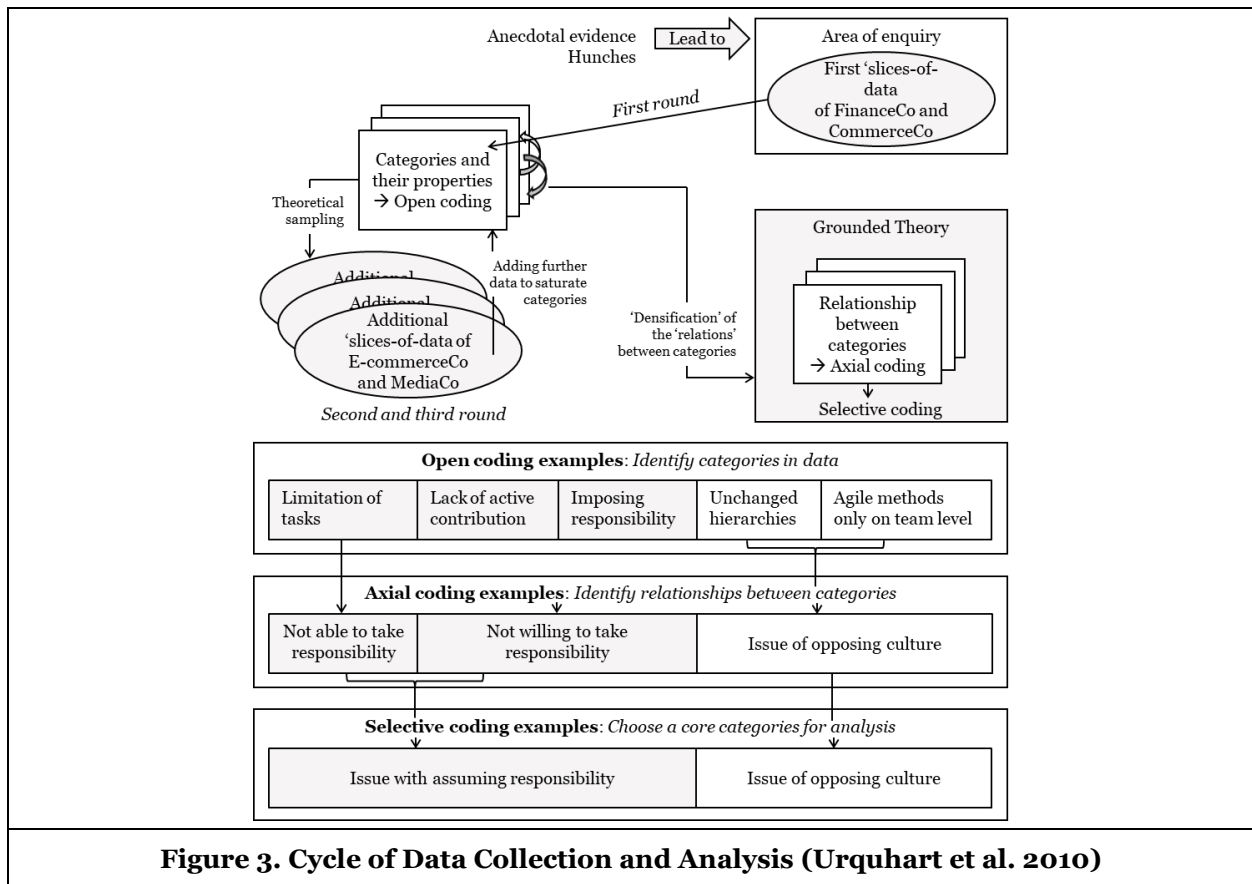 Anecdotal evidence
Hunches
Lead to
Area of enquiry
First ‘slices-of-
data
of FinanceCo and
CommerceCo
First round
Categories and
their properties
→ Open coding
Theoretical
sampling
Adding further
data to saturate
categories
Additional
Additional
Additional
‘slices-of-data of
E-commerceCo
and MediaCo
Second and third round
‘Densification’ of
the ‘relations’
between categories
Grounded Theory
Relationship
between
categories
→ Axial coding
Selective coding
Open coding examples: Identify categories in data
Limitation of
tasks
Lack of active
contribution
Imposing
responsibility
Unchanged
hierarchies
Agile methods
only on team level
Axial coding examples: Identify relationships between categories
Not able to take
responsibility
Not willing to take
responsibility
Issue of opposing culture
Selective coding examples: Choose a core categories for analysis
Issue with assuming responsibility
Issue of opposing culture
Figure 3. Cycle of Data Collection and Analysis (Urquhart et al. 2010)